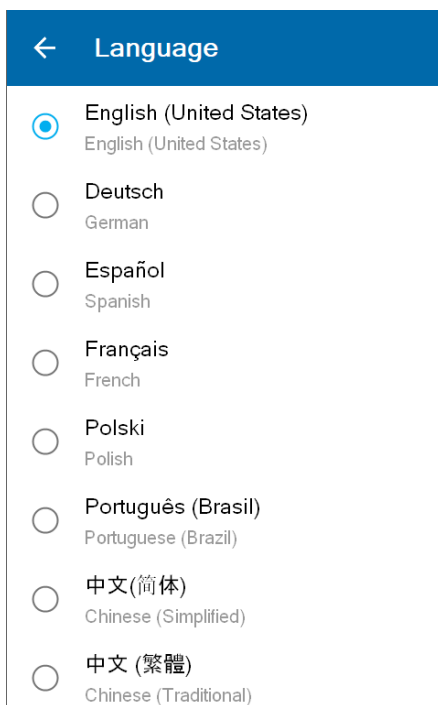 Language
English (United States)
English (United States)
Deutsch
German
Español
Spanish
Français
French
Polski
Polish
Português (Brasil)
Portuguese (Brazil)
中文(简体)
Chinese (Simplified)
中文 (繁體)
Chinese (Traditional)